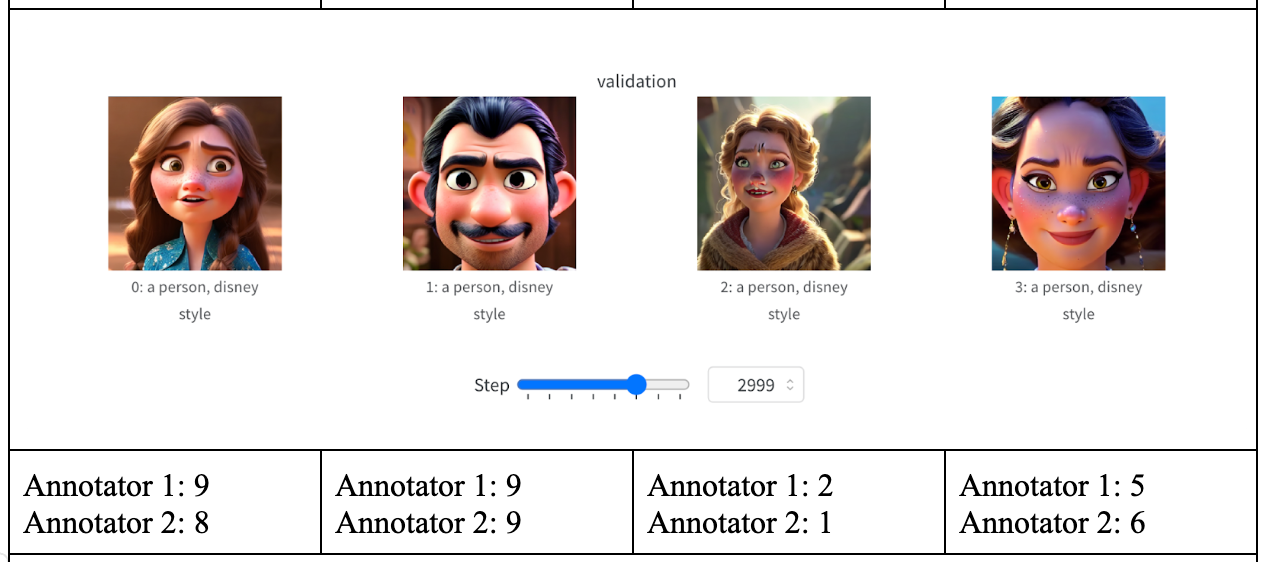 validation
0: a person, disney
style
1: a person, disney
style
2: a person, disney
style
3: a person, disney
style
Step 2999
Annotator 1: 9
Annotator 2: 8
Annotator 1: 9
Annotator 2: 9
Annotator 1: 2
Annotator 2: 1
Annotator 1: 5
Annotator 2: 6